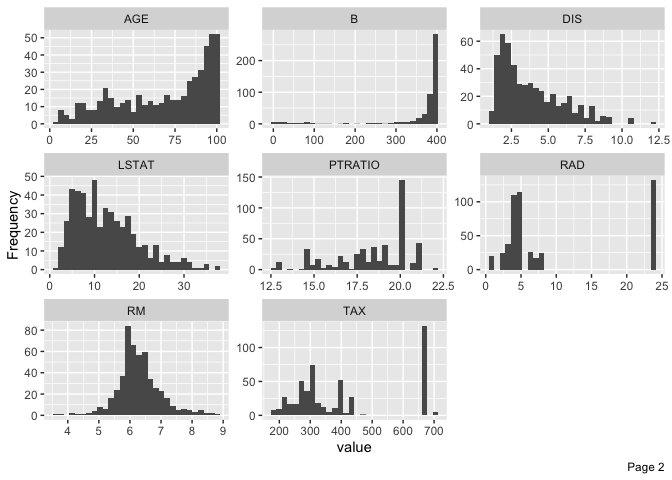 AGE B DIS
50
40
30
20
10
0
0 25 50 75 100
200
100
0
0 100 200 300 400
60
40
20
0
2.5 5.0 7.5 10.0 12.5
LSTAT PTRATIO RAD
Frequency
50
40
30
20
10
0
0 10 20 30
150
100
50
0
12.5 15.0 17.5 20.0 22.5
100
50
0
0 5 10 15 20 25
RM TAX
80
60
40
20
0
4 5 6 7 8 9
100
50
0
200 300 400 500 600 700
value
Page 2